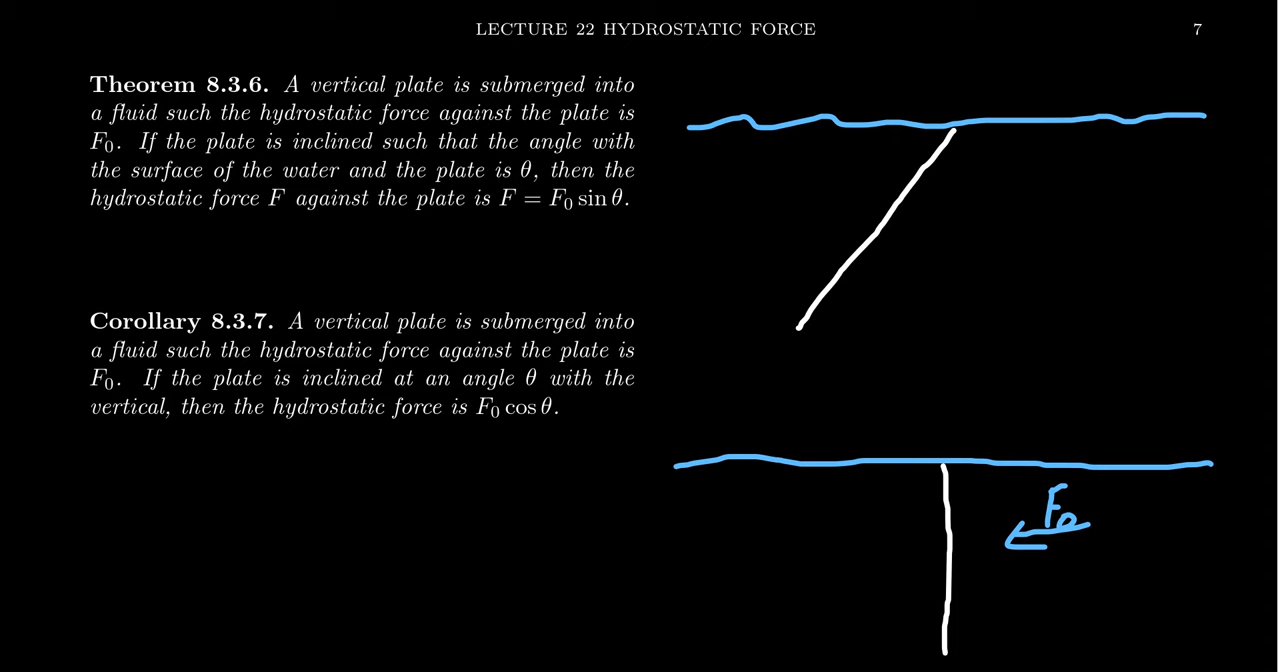 LECTURE 22 HYDROSTATIC FORCE 7
Theorem 8.3.6. A vertical plate is submerged into
a fluid such the hydrostatic force against the plate is
F₀. If the plate is inclined such that the angle with
the surface of the water and the plate is θ, then the
hydrostatic force F against the plate is F = F₀ sin θ.
Corollary 8.3.7. A vertical plate is submerged into
a fluid such the hydrostatic force against the plate is
F₀. If the plate is inclined at an angle θ with the
vertical, then the hydrostatic force is F₀ cos θ.
F₀